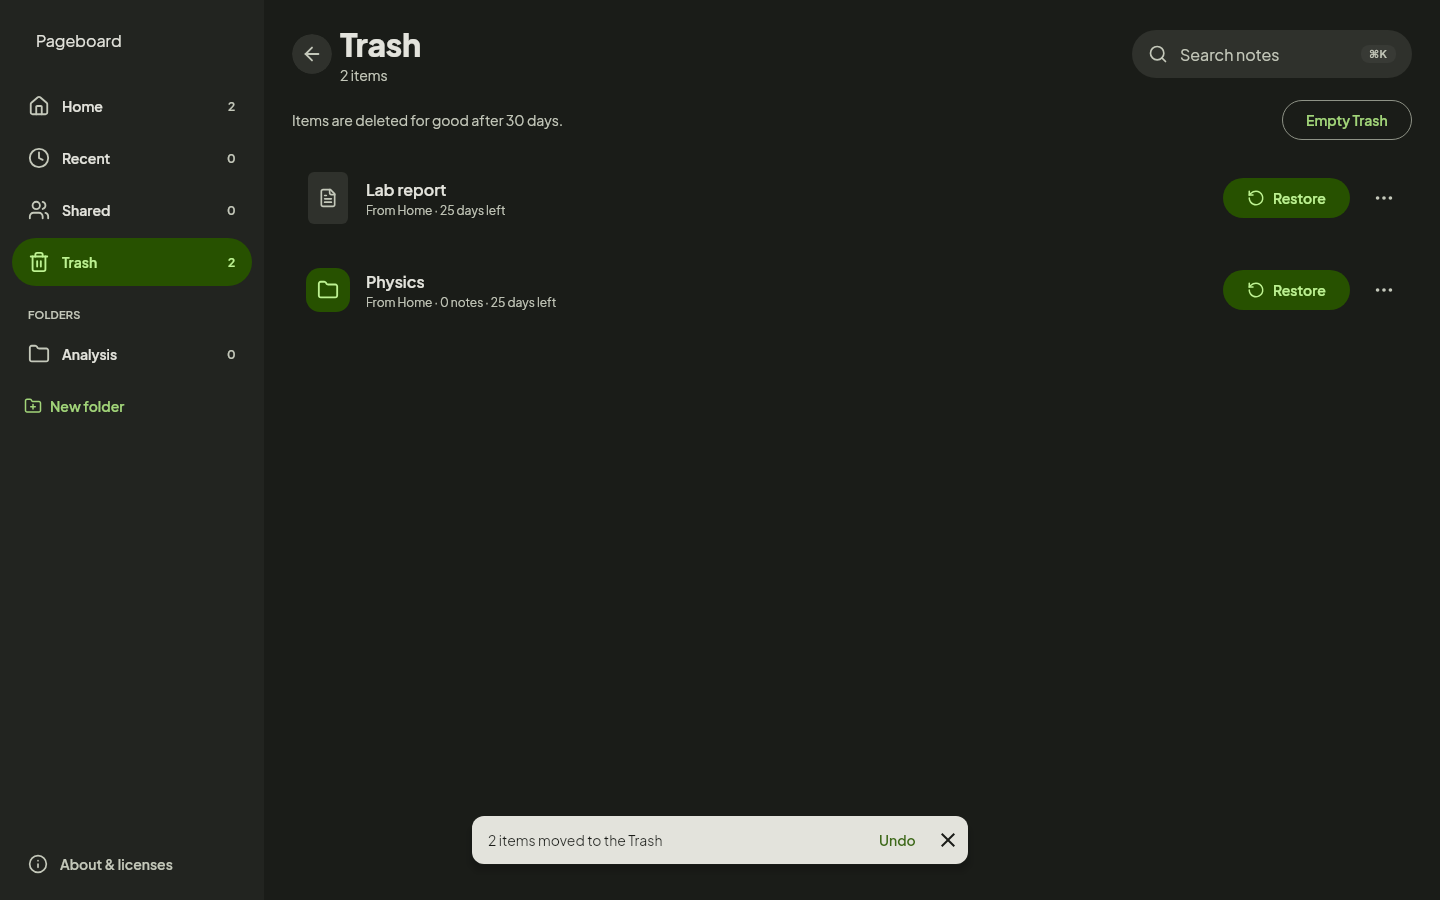 Pageboard
Home 2
Recent 0
Shared 0
Trash 2
FOLDERS
Analysis 0
New folder
About & licenses
Trash
2 items
Search notes ⌘K
Items are deleted for good after 30 days.
Empty Trash
Lab report
From Home · 25 days left
Restore
Physics
From Home · 0 notes · 25 days left
Restore
2 items moved to the Trash Undo